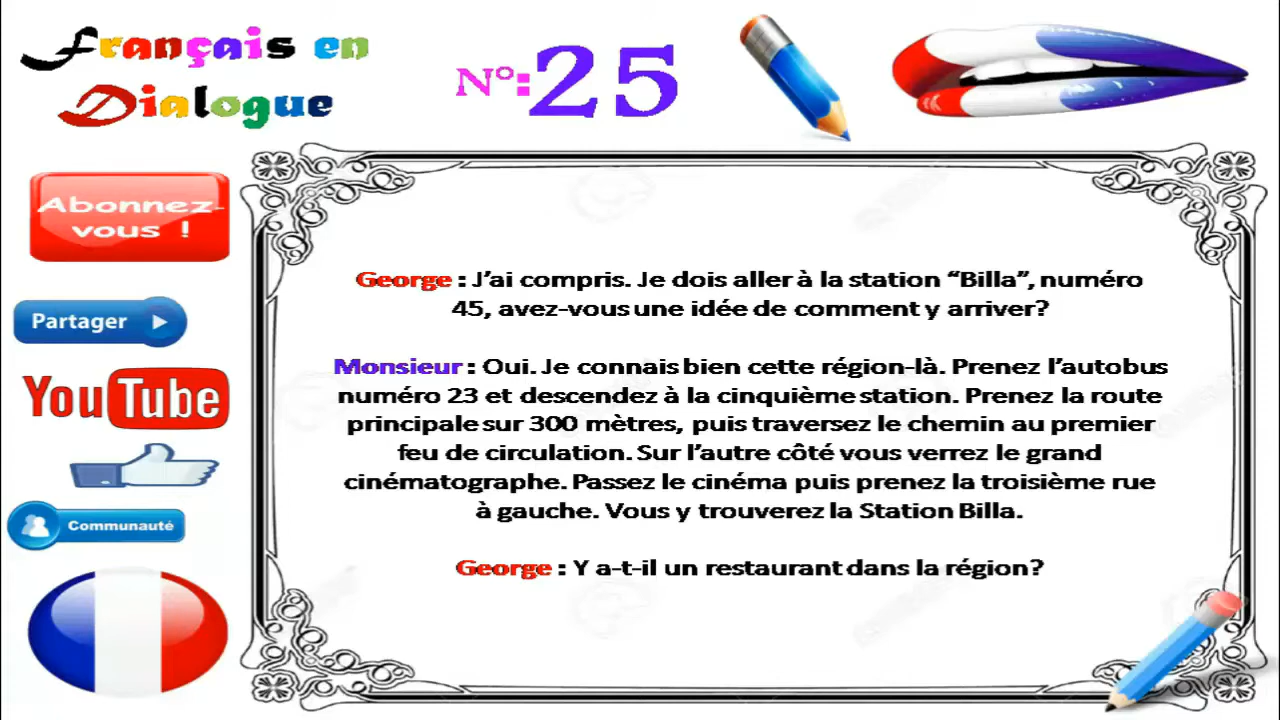 Français en
Dialogue
N°:25
Abonnez-
vous !
Partager
YouTube
Communauté
George : J’ai compris. Je dois aller à la station “Billa”, numéro
45, avez-vous une idée de comment y arriver?
Monsieur : Oui. Je connais bien cette région-là. Prenez l’autobus
numéro 23 et descendez à la cinquième station. Prenez la route
principale sur 300 mètres, puis traversez le chemin au premier
feu de circulation. Sur l’autre côté vous verrez le grand
cinématographe. Passez le cinéma puis prenez la troisième rue
à gauche. Vous y trouverez la Station Billa.
George : Y a-t-il un restaurant dans la région?